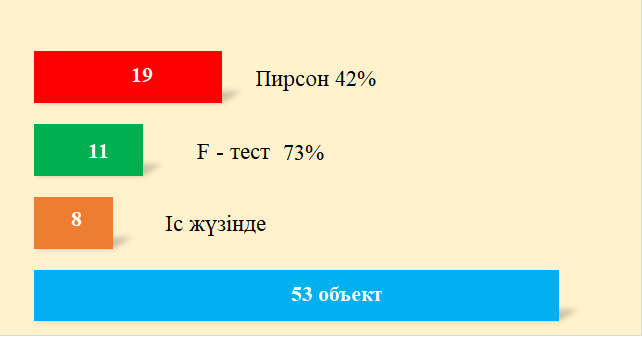 19 Пирсон 42%
11 F - тест 73%
8 Іс жүзінде
53 объект